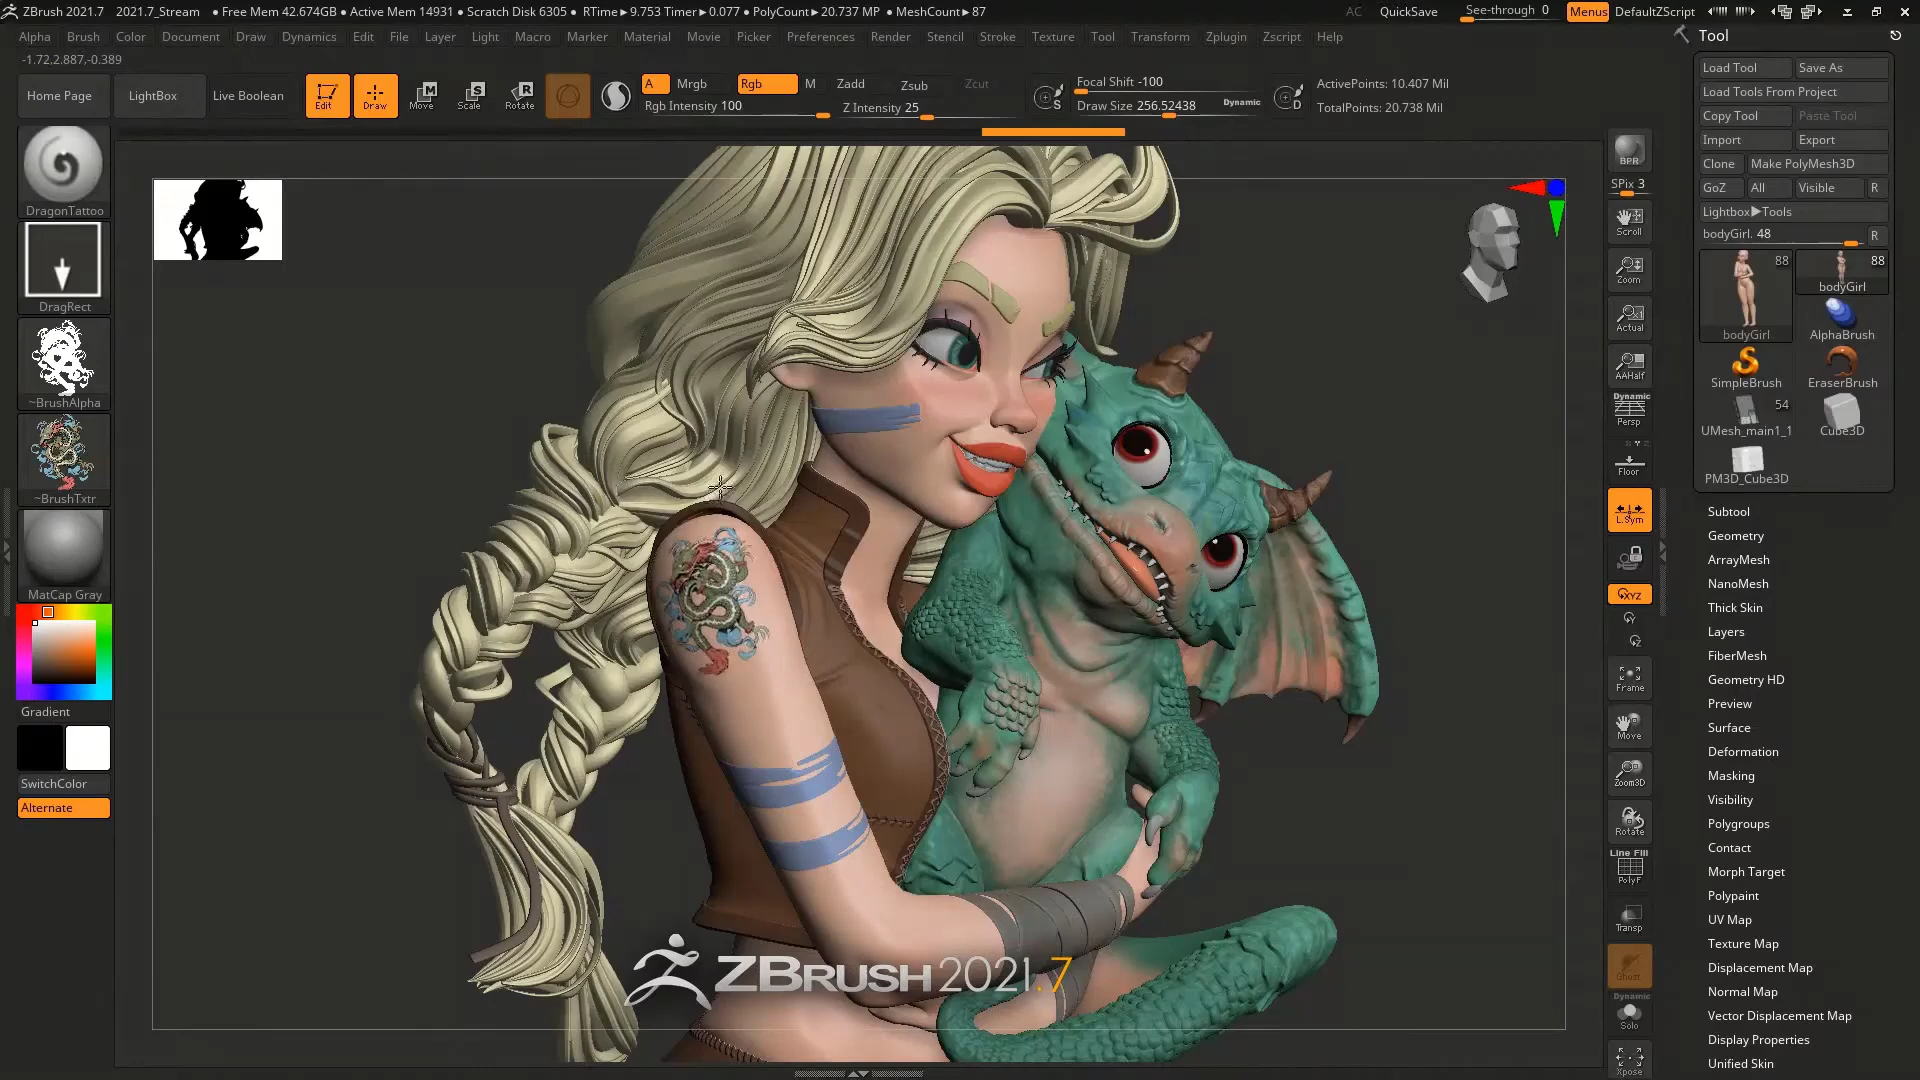 ZBrush 2021.7 2021.7_Stream • Free Mem 42.674GB • Active Mem 14931 • Scratch Disk 6305 • RTime▶9.753 Timer▶0.077 • PolyCount▶20.737 MP • MeshCount▶87 AC QuickSave See-through 0 Menus DefaultZScript
Alpha Brush Color Document Draw Dynamics Edit File Layer Light Macro Marker Material Movie Picker Preferences Render Stencil Stroke Texture Tool Transform Zplugin Zscript Help
-1.72,2.887,-0.389
Home Page LightBox Live Boolean Edit Draw Move Scale Rotate
M S R
A Mrgb Rgb M Zadd Zsub Zcut
Rgb Intensity 100 Z Intensity 25
S Focal Shift -100
Draw Size 256.52438 Dynamic
D ActivePoints: 10.407 Mil
TotalPoints: 20.738 Mil
DragonTattoo
DragRect
~BrushAlpha
~BrushTxtr
MatCap Gray
Gradient
SwitchColor
Alternate
ZBRUSH 2021.7
BPR
SPix 3
Scroll
Zoom
Actual
AAHalf
Dynamic
Persp
Floor
L.Sym
XYZ
Y
Z
Frame
Move
Zoom3D
Rotate
Line Fill
PolyF
Transp
Ghost
Dynamic
Solo
Xpose
Tool
Load Tool Save As
Load Tools From Project
Copy Tool Paste Tool
Import Export
Clone Make PolyMesh3D
GoZ All Visible R
Lightbox▶Tools
bodyGirl. 48 R
88 88
bodyGirl
bodyGirl AlphaBrush
SimpleBrush EraserBrush
54
UMesh_main1_1 Cube3D
PM3D_Cube3D
Subtool
Geometry
ArrayMesh
NanoMesh
Thick Skin
Layers
FiberMesh
Geometry HD
Preview
Surface
Deformation
Masking
Visibility
Polygroups
Contact
Morph Target
Polypaint
UV Map
Texture Map
Displacement Map
Normal Map
Vector Displacement Map
Display Properties
Unified Skin